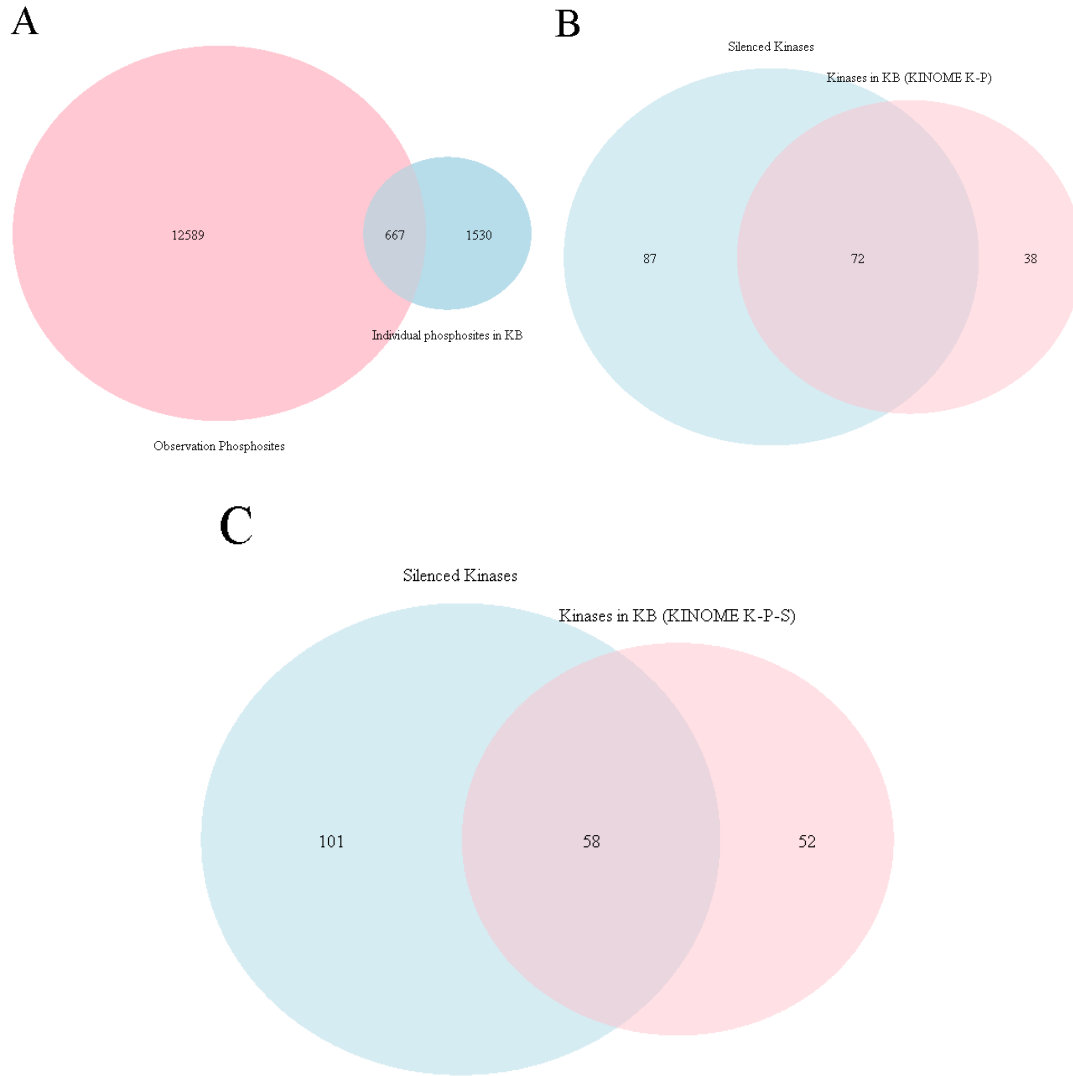 A
12589
667
1530
Individual phosphosites in KB
Observation Phosphosites
B
Silenced Kinases
Kinases in KB (KINOME K-P)
87
72
38
C
Silenced Kinases
Kinases in KB (KINOME K-P-S)
101
58
52